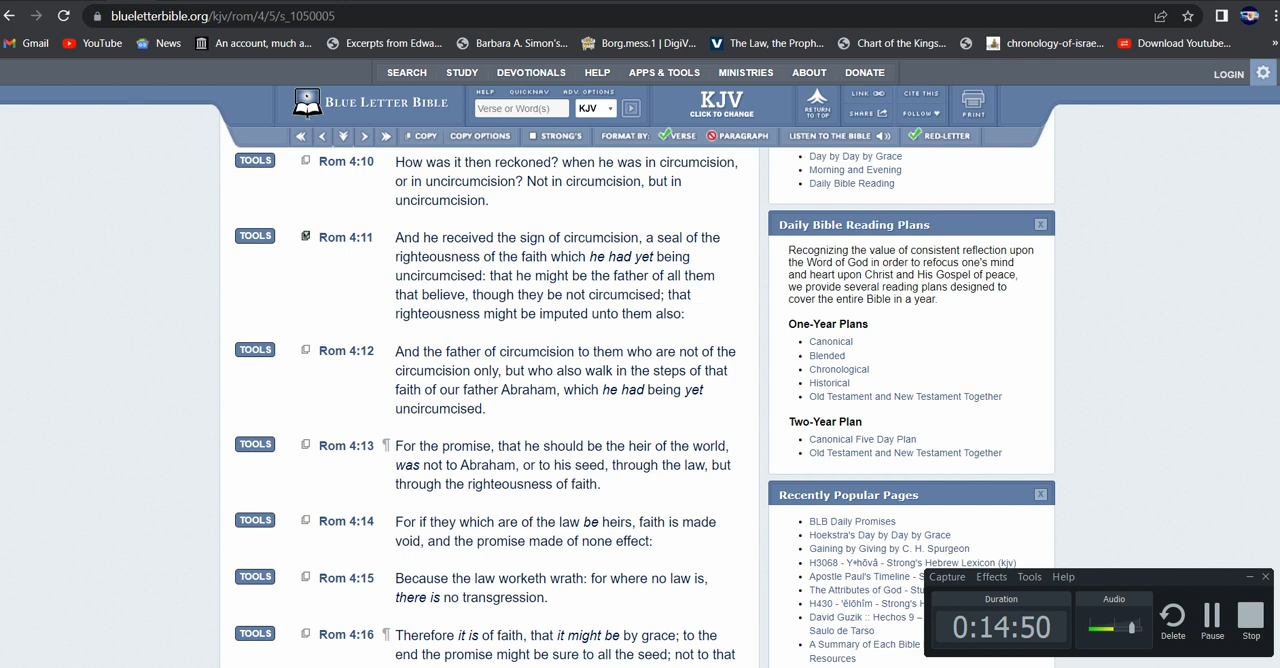 blueletterbible.org/kjv/rom/4/5/s_1050005
Gmail YouTube News An account, much a... Excerpts from Edwa... Barbara A. Simon's... Borg.mess.1 | DigiV... The Law, the Proph... Chart of the Kings... chronology-of-israe... Download Youtube... »
SEARCH STUDY DEVOTIONALS HELP APPS & TOOLS MINISTRIES ABOUT DONATE LOGIN
BLUE LETTER BIBLE
HELP QUICKNAV ADV. OPTIONS
Verse or Word(s) KJV
KJV
CLICK TO CHANGE
RETURN TO TOP
LINK CITE THIS
SHARE FOLLOW
PRINT
COPY COPY OPTIONS STRONG'S FORMAT BY: VERSE PARAGRAPH LISTEN TO THE BIBLE RED-LETTER
TOOLS Rom 4:10 How was it then reckoned? when he was in circumcision,
or in uncircumcision? Not in circumcision, but in
uncircumcision.
TOOLS Rom 4:11 And he received the sign of circumcision, a seal of the
righteousness of the faith which he had yet being
uncircumcised: that he might be the father of all them
that believe, though they be not circumcised; that
righteousness might be imputed unto them also:
TOOLS Rom 4:12 And the father of circumcision to them who are not of the
circumcision only, but who also walk in the steps of that
faith of our father Abraham, which he had being yet
uncircumcised.
TOOLS Rom 4:13 ¶ For the promise, that he should be the heir of the world,
was not to Abraham, or to his seed, through the law, but
through the righteousness of faith.
TOOLS Rom 4:14 For if they which are of the law be heirs, faith is made
void, and the promise made of none effect:
TOOLS Rom 4:15 Because the law worketh wrath: for where no law is,
there is no transgression.
TOOLS Rom 4:16 ¶ Therefore it is of faith, that it might be by grace; to the
end the promise might be sure to all the seed; not to that
Day by Day by Grace
Morning and Evening
Daily Bible Reading
Daily Bible Reading Plans X
Recognizing the value of consistent reflection upon
the Word of God in order to refocus one's mind
and heart upon Christ and His Gospel of peace,
we provide several reading plans designed to
cover the entire Bible in a year.
One-Year Plans
Canonical
Blended
Chronological
Historical
Old Testament and New Testament Together
Two-Year Plan
Canonical Five Day Plan
Old Testament and New Testament Together
Recently Popular Pages X
BLB Daily Promises
Hoekstra's Day by Day by Grace
Gaining by Giving by C. H. Spurgeon
H3068 - Yᵊhōvâ - Strong's Hebrew Lexicon (kjv)
Apostle Paul's Timeline - S
The Attributes of God - Stu
H430 - 'ĕlōhîm - Strong's H
David Guzik :: Hechos 9 –
Saulo de Tarso
A Summary of Each Bible
Resources
Capture Effects Tools Help
Duration Audio
0:14:50
Delete Pause Stop